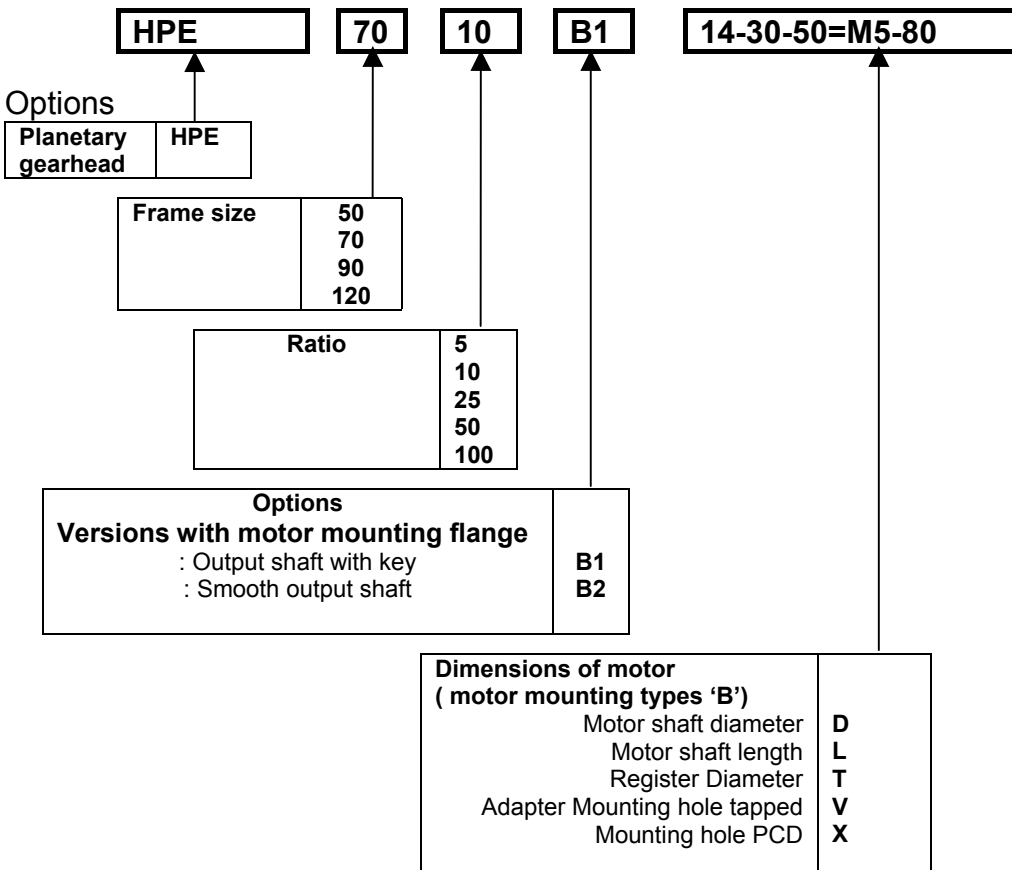 HPE 70 10 B1 14-30-50=M5-80
Options
Planetary HPE
gearhead
Frame size 50
70
90
120
Ratio 5
10
25
50
100
Options
Versions with motor mounting flange
: Output shaft with key B1
: Smooth output shaft B2
Dimensions of motor
( motor mounting types ‘B’)
Motor shaft diameter D
Motor shaft length L
Register Diameter T
Adapter Mounting hole tapped V
Mounting hole PCD X